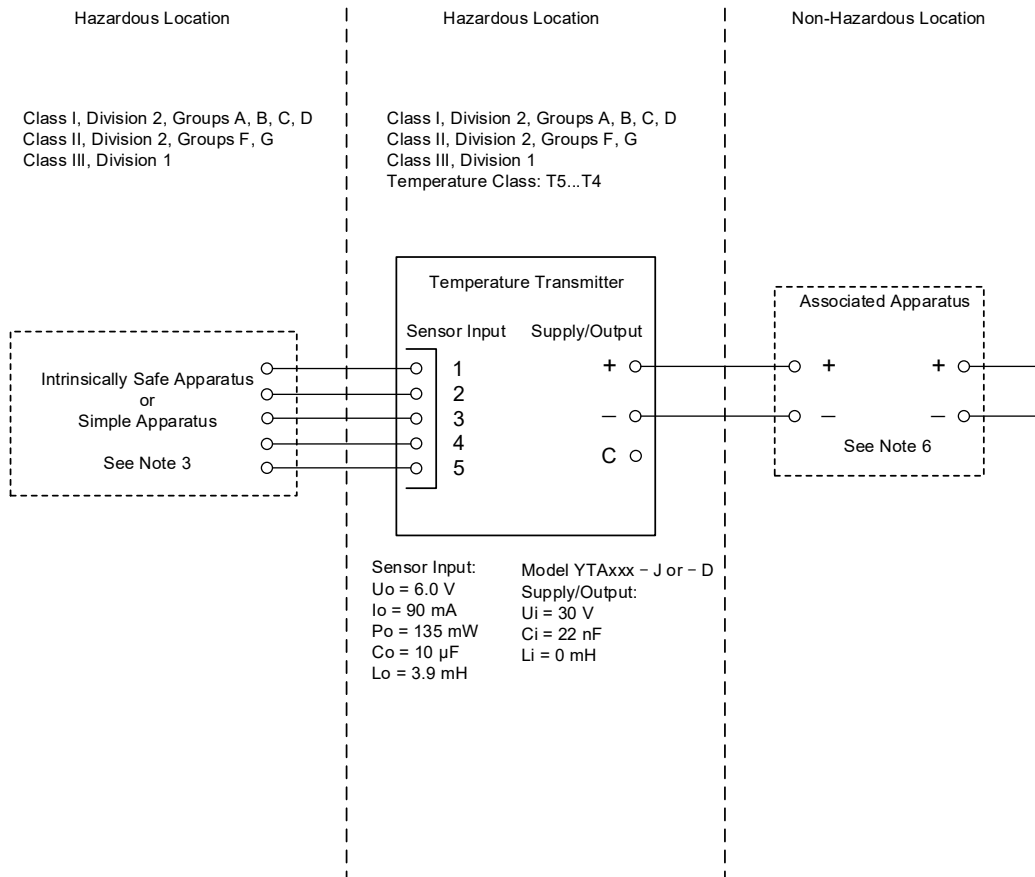 Hazardous Location
Hazardous Location
Non-Hazardous Location
Class I, Division 2, Groups A, B, C, D
Class II, Division 2, Groups F, G
Class III, Division 1
Class I, Division 2, Groups A, B, C, D
Class II, Division 2, Groups F, G
Class III, Division 1
Temperature Class: T5...T4
Intrinsically Safe Apparatus
or
Simple Apparatus
See Note 3
Temperature Transmitter
Sensor Input
Supply/Output
1
2
3
4
5
+
−
C
Associated Apparatus
+ +
− −
See Note 6
Sensor Input:
Uo = 6.0 V
Io = 90 mA
Po = 135 mW
Co = 10 µF
Lo = 3.9 mH
Model YTAxxx – J or – D
Supply/Output:
Ui = 30 V
Ci = 22 nF
Li = 0 mH